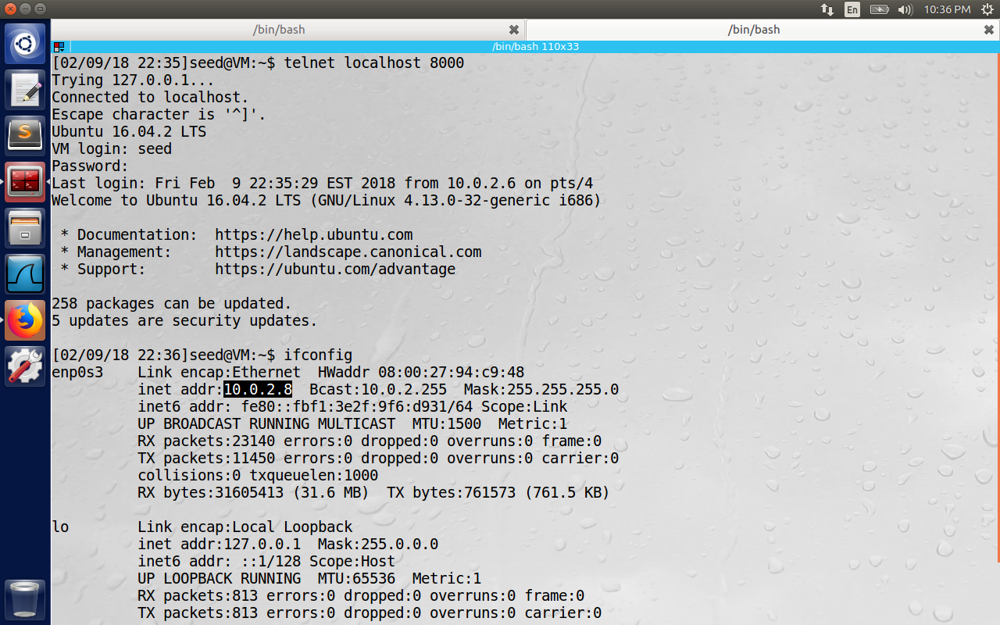 En 10:36 PM
/bin/bash /bin/bash
/bin/bash 110x33
[02/09/18 22:35]seed@VM:~$ telnet localhost 8000
Trying 127.0.0.1...
Connected to localhost.
Escape character is '^]'.
Ubuntu 16.04.2 LTS
VM login: seed
Password:
Last login: Fri Feb  9 22:35:29 EST 2018 from 10.0.2.6 on pts/4
Welcome to Ubuntu 16.04.2 LTS (GNU/Linux 4.13.0-32-generic i686)

 * Documentation:  https://help.ubuntu.com
 * Management:     https://landscape.canonical.com
 * Support:        https://ubuntu.com/advantage

258 packages can be updated.
5 updates are security updates.

[02/09/18 22:36]seed@VM:~$ ifconfig
enp0s3    Link encap:Ethernet  HWaddr 08:00:27:94:c9:48
          inet addr:10.0.2.8  Bcast:10.0.2.255  Mask:255.255.255.0
          inet6 addr: fe80::fbf1:3e2f:9f6:d931/64 Scope:Link
          UP BROADCAST RUNNING MULTICAST  MTU:1500  Metric:1
          RX packets:23140 errors:0 dropped:0 overruns:0 frame:0
          TX packets:11450 errors:0 dropped:0 overruns:0 carrier:0
          collisions:0 txqueuelen:1000
          RX bytes:31605413 (31.6 MB)  TX bytes:761573 (761.5 KB)

lo        Link encap:Local Loopback
          inet addr:127.0.0.1  Mask:255.0.0.0
          inet6 addr: ::1/128 Scope:Host
          UP LOOPBACK RUNNING  MTU:65536  Metric:1
          RX packets:813 errors:0 dropped:0 overruns:0 frame:0
          TX packets:813 errors:0 dropped:0 overruns:0 carrier:0